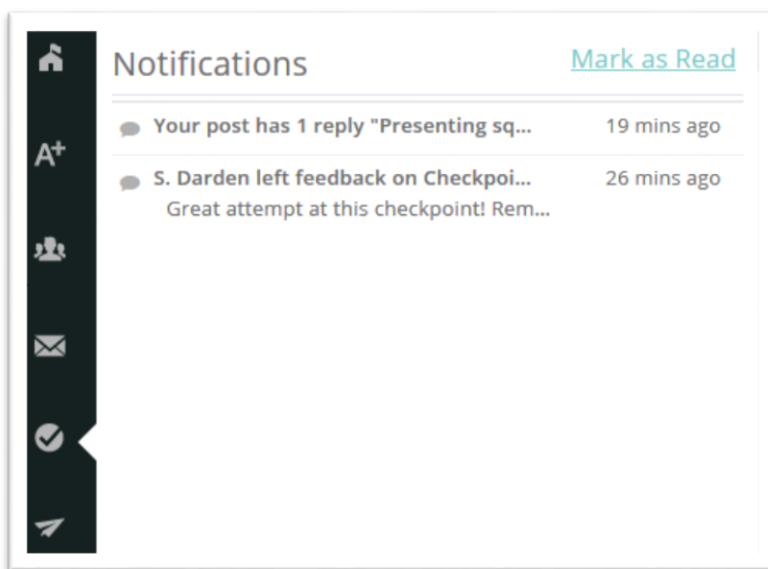 Notifications
Mark as Read
Your post has 1 reply "Presenting sq...
19 mins ago
S. Darden left feedback on Checkpoi...
26 mins ago
Great attempt at this checkpoint! Rem...
A+